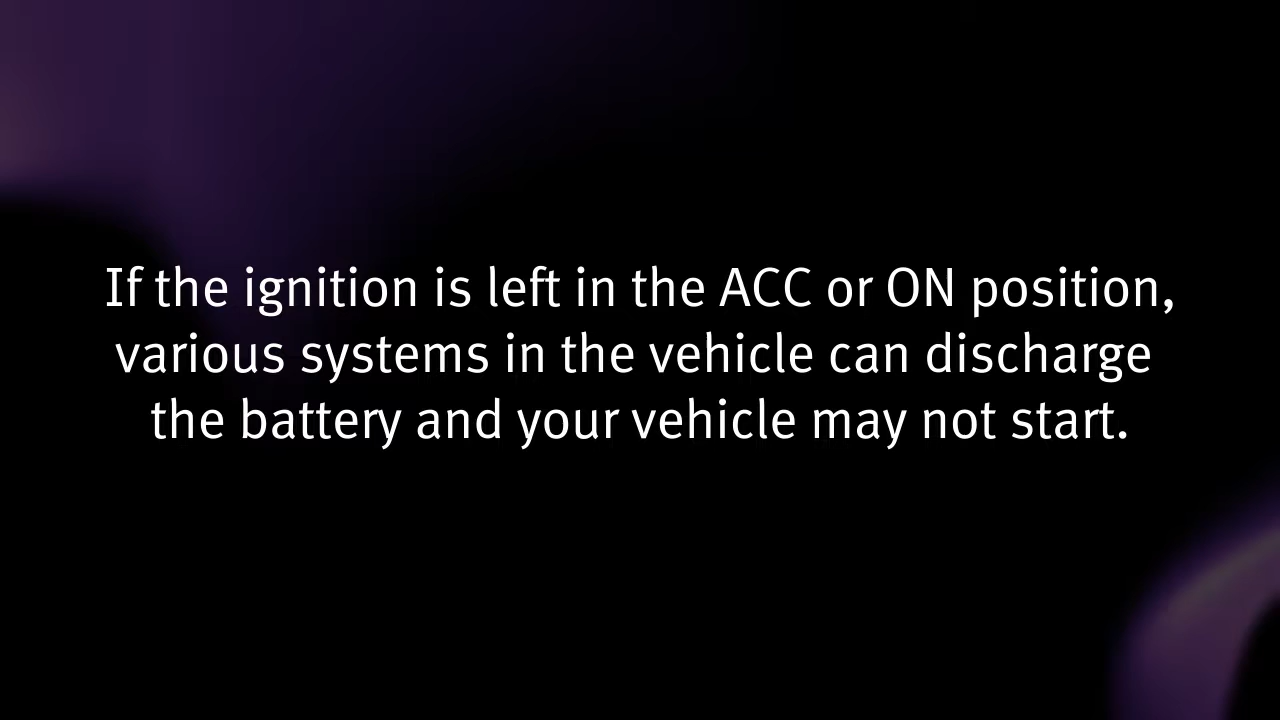 If the ignition is left in the ACC or ON position,
various systems in the vehicle can discharge
the battery and your vehicle may not start.